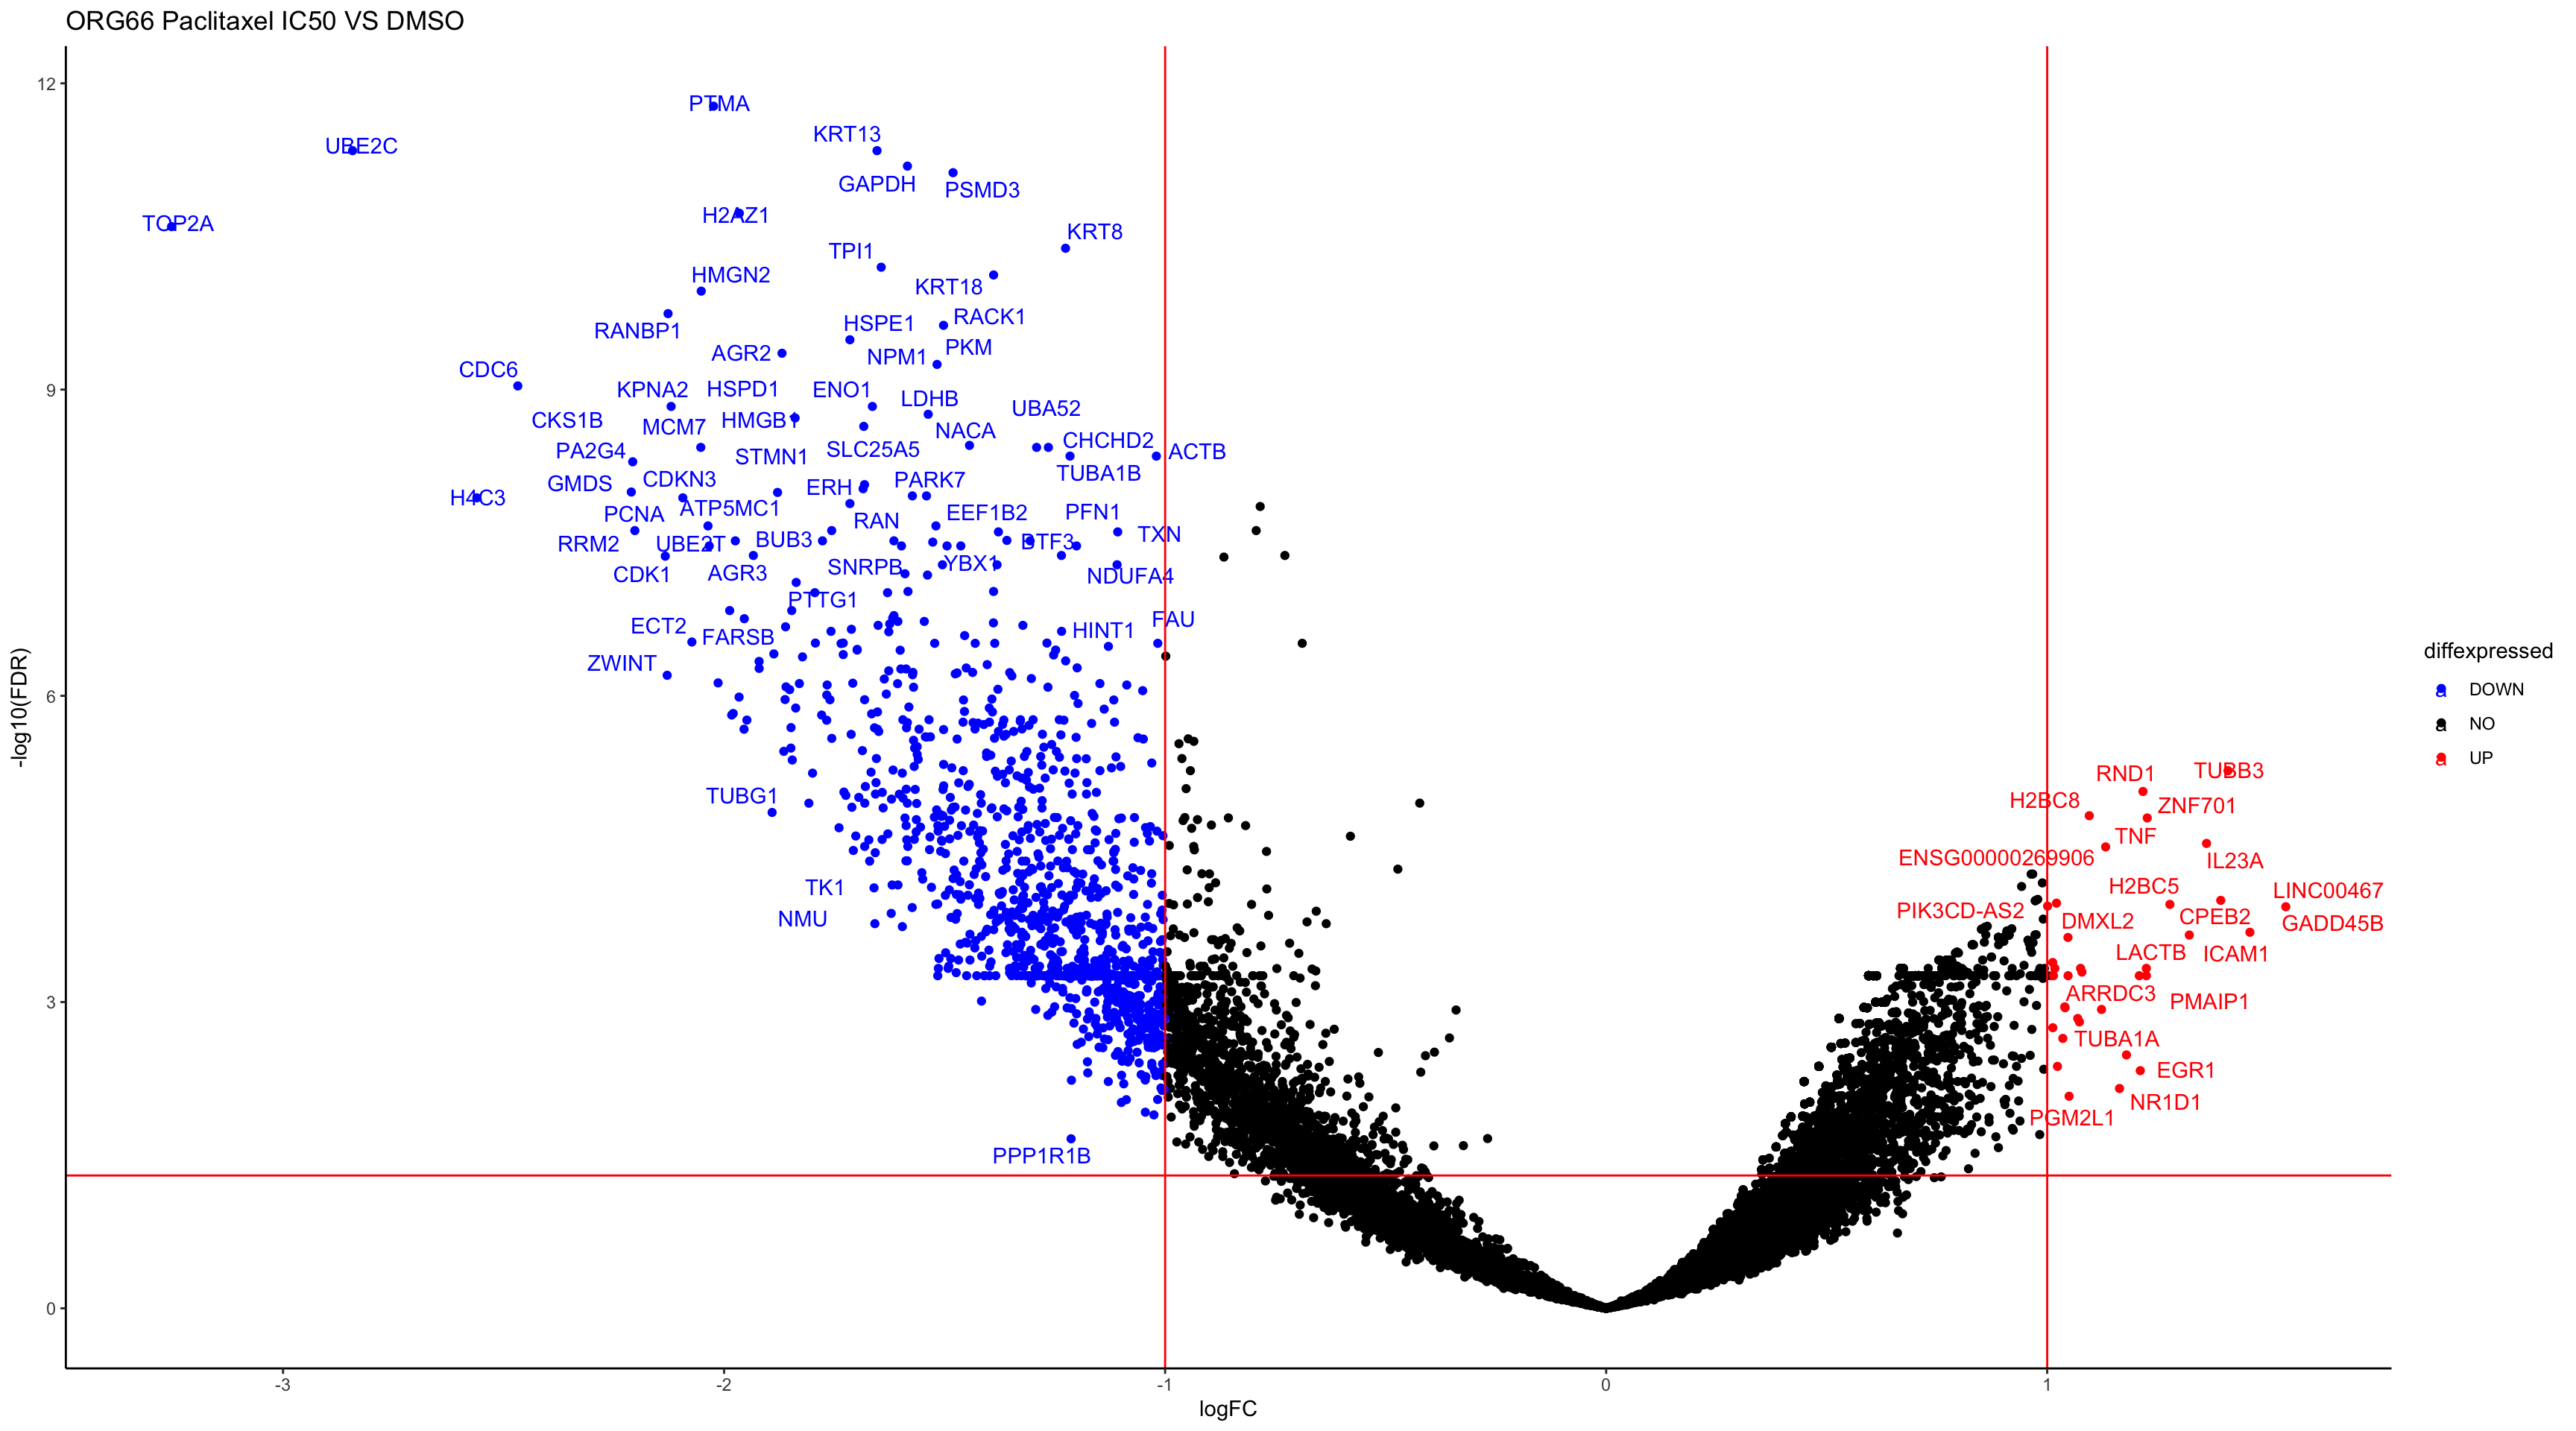 ORG66 Paclitaxel IC50 VS DMSO
12
PTMA
KRT13
UBE2C
GAPDH
PSMD3
H2AZ1
TOP2A
KRT8
TPI1
HMGN2
KRT18
RACK1
HSPE1
RANBP1
PKM
AGR2
NPM1
CDC6
9
KPNA2
HSPD1
ENO1
LDHB
UBA52
CKS1B
MCM7
HMGB1
NACA
CHCHD2
PA2G4
STMN1
SLC25A5
ACTB
TUBA1B
GMDS
CDKN3
ERH
PARK7
H4C3
ATP5MC1
PCNA
RAN
EEF1B2
PFN1
TXN
RRM2
UBE2T
BUB3
BTF3
CDK1
AGR3
SNRPB
YBX1
NDUFA4
PTTG1
FAU
ECT2
FARSB
HINT1
ZWINT
6
TUBG1
TK1
NMU
RND1
TUBB3
H2BC8
ZNF701
TNF
ENSG00000269906
IL23A
H2BC5
LINC00467
PIK3CD-AS2
DMXL2
CPEB2
GADD45B
LACTB
ICAM1
3
ARRDC3
PMAIP1
TUBA1A
EGR1
NR1D1
PGM2L1
PPP1R1B
0
-3
-2
-1
0
1
logFC
-log10(FDR)
diffexpressed
a DOWN
a NO
a UP